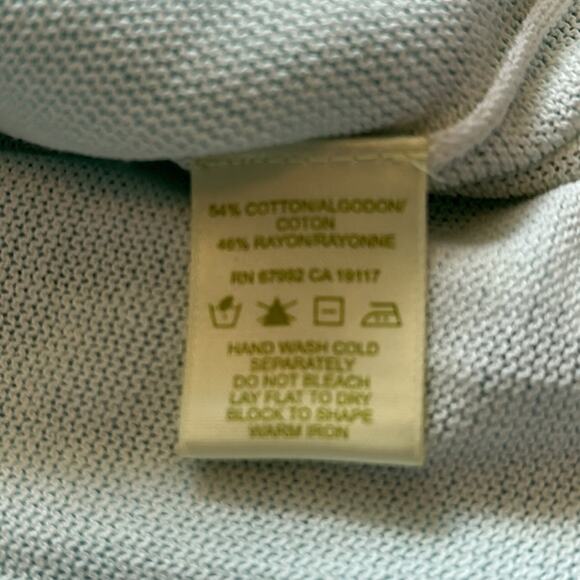 54% COTTON/ALGODON/
COTON
46% RAYON/RAYONNE
RN 67992 CA 19117
HAND WASH COLD
SEPARATELY
DO NOT BLEACH
LAY FLAT TO DRY
BLOCK TO SHAPE
WARM IRON